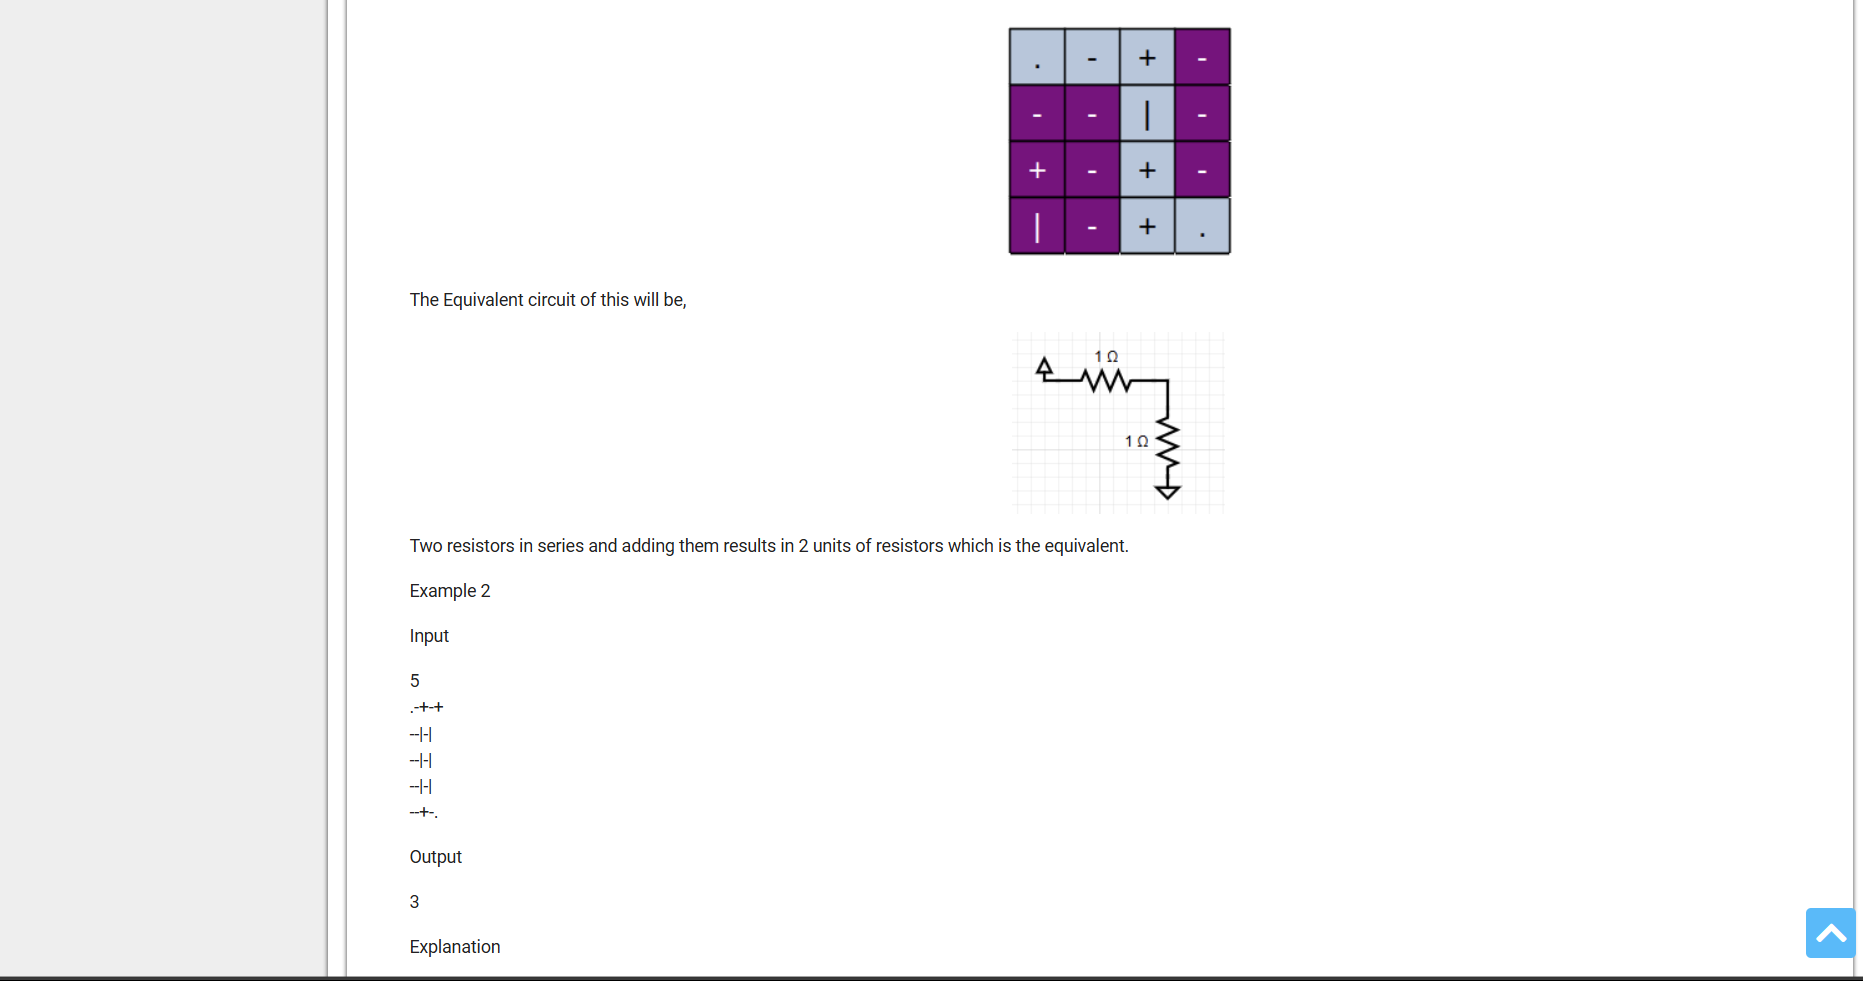 . - + -
- - | -
+ - + -
| - + .
The Equivalent circuit of this will be,
1 Ω
1 Ω
Two resistors in series and adding them results in 2 units of resistors which is the equivalent.
Example 2
Input
5
.-+-+
--|-|
--|-|
--|-|
--+-.
Output
3
Explanation